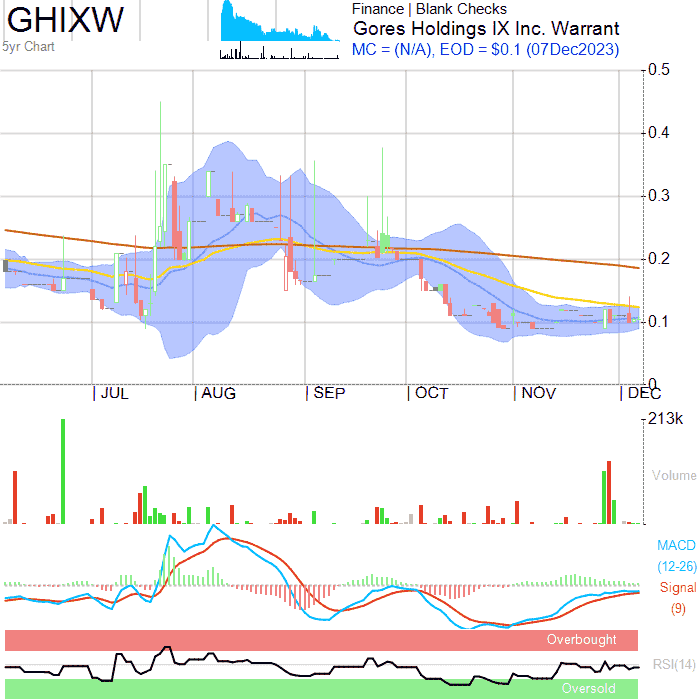 GHIXW
5yr Chart
Finance | Blank Checks
Gores Holdings IX Inc. Warrant
MC = (N/A), EOD = $0.1 (07Dec2023)
0.5
0.4
0.3
0.2
0.1
0
| JUL | AUG | SEP | OCT | NOV | DEC
213k
Volume
MACD
(12-26)
Signal
(9)
Overbought
RSI(14)
Oversold